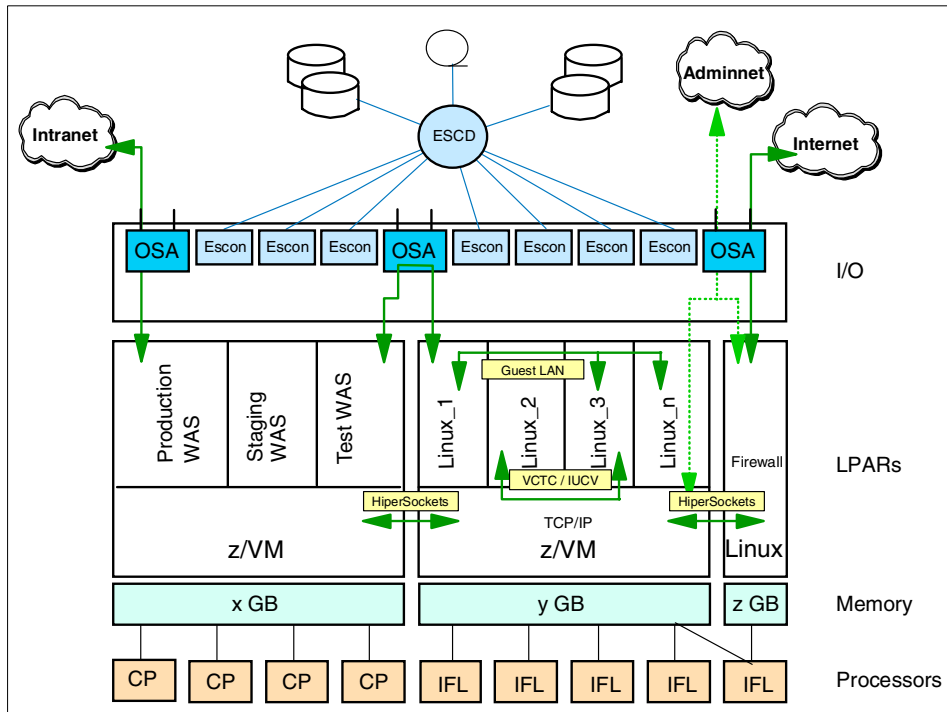 Adminnet
Intranet
ESCD
Internet
OSA
Escon
Escon
Escon
OSA
Escon
Escon
Escon
Escon
OSA
I/O
Guest LAN
Production
WAS
Staging
WAS
Test WAS
Linux_1
Linux_2
Linux_3
Linux_n
Firewall
LPARs
VCTC / IUCV
HiperSockets
HiperSockets
TCP/IP
z/VM
z/VM
Linux
x GB
y GB
z GB
Memory
CP
CP
CP
CP
IFL
IFL
IFL
IFL
IFL
Processors